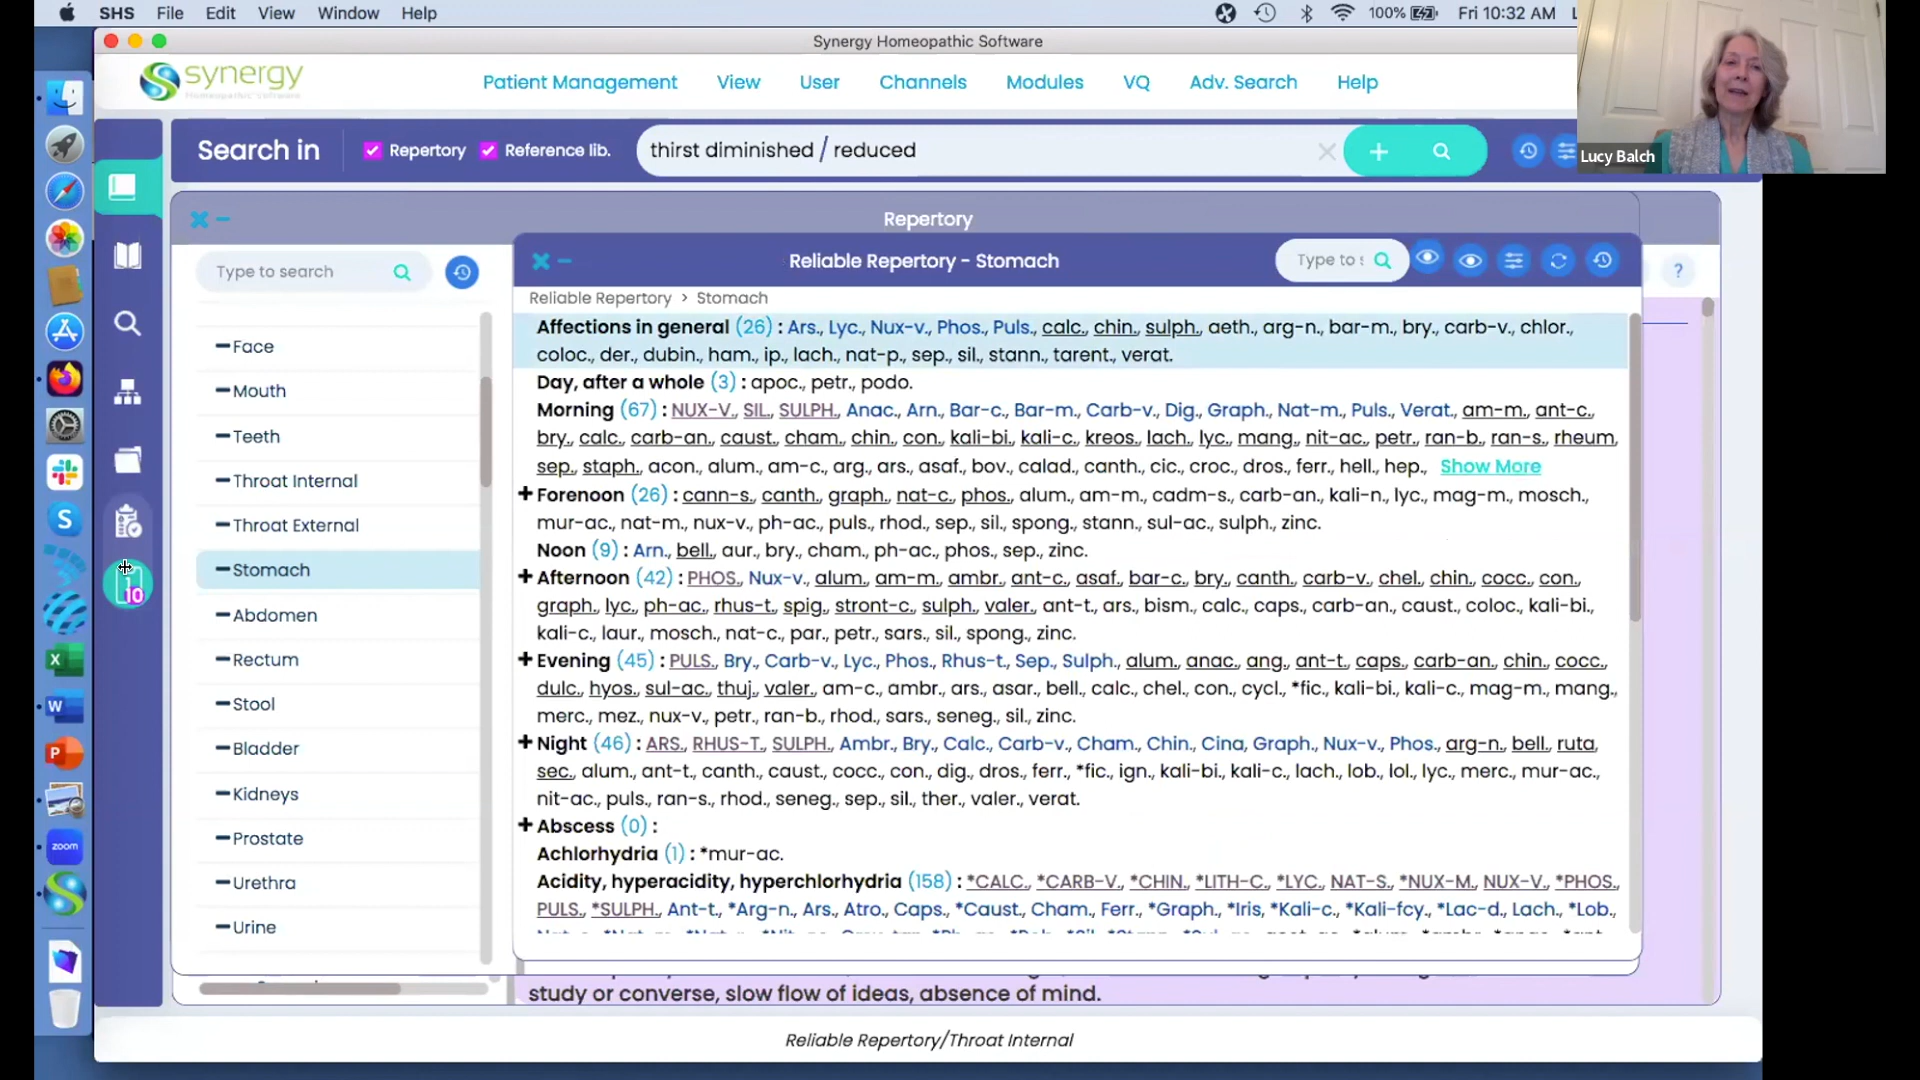 SHS File Edit View Window Help 100% Fri 10:32 AM L
Synergy Homeopathic Software
synergy
Homeopathic Software
Patient Management View User Channels Modules VQ Adv. Search Help
Search in Repertory Reference lib. thirst diminished / reduced
Lucy Balch
Repertory
Type to search
Reliable Repertory - Stomach
Type to s
?
Reliable Repertory > Stomach
Face
Mouth
Teeth
Throat Internal
Throat External
Stomach
Abdomen
Rectum
Stool
Bladder
Kidneys
Prostate
Urethra
Urine
Affections in general (26) : Ars., Lyc., Nux-v., Phos., Puls., calc., chin., sulph., aeth., arg-n., bar-m., bry., carb-v., chlor.,
coloc., der., dubin., ham., ip., lach., nat-p., sep., sil., stann., tarent., verat.
Day, after a whole (3) : apoc., petr., podo.
Morning (67) : NUX-V., SIL., SULPH., Anac., Arn., Bar-c., Bar-m., Carb-v., Dig., Graph., Nat-m., Puls., Verat., am-m., ant-c.,
bry., calc., carb-an., caust., cham., chin., con., kali-bi., kali-c., kreos., lach., lyc., mang., nit-ac., petr., ran-b., ran-s., rheum,
sep., staph., acon., alum., am-c., arg., ars., asaf., bov., calad., canth., cic., croc., dros., ferr., hell., hep., Show More
+ Forenoon (26) : cann-s., canth., graph., nat-c., phos., alum., am-m., cadm-s., carb-an., kali-n., lyc., mag-m., mosch.,
mur-ac., nat-m., nux-v., ph-ac., puls., rhod., sep., sil., spong., stann., sul-ac., sulph., zinc.
Noon (9) : Arn., bell., aur., bry., cham., ph-ac., phos., sep., zinc.
+ Afternoon (42) : PHOS., Nux-v., alum., am-m., ambr., ant-c., asaf., bar-c., bry., canth., carb-v., chel., chin., cocc., con.,
graph., lyc., ph-ac., rhus-t., spig., stront-c., sulph., valer., ant-t., ars., bism., calc., caps., carb-an., caust., coloc., kali-bi.,
kali-c., laur., mosch., nat-c., par., petr., sars., sil., spong., zinc.
+ Evening (45) : PULS., Bry., Carb-v., Lyc., Phos., Rhus-t., Sep., Sulph., alum., anac., ang., ant-t., caps., carb-an., chin., cocc.,
dulc., hyos., sul-ac., thuj., valer., am-c., ambr., ars., asar., bell., calc., chel., con., cycl., *fic., kali-bi., kali-c., mag-m., mang.,
merc., mez., nux-v., petr., ran-b., rhod., sars., seneg., sil., zinc.
+ Night (46) : ARS., RHUS-T., SULPH., Ambr., Bry., Calc., Carb-v., Cham., Chin., Cina, Graph., Nux-v., Phos., arg-n., bell., ruta,
sec., alum., ant-t., canth., caust., cocc., con., dig., dros., ferr., *fic., ign., kali-bi., kali-c., lach., lob., lol., lyc., merc., mur-ac.,
nit-ac., puls., ran-s., rhod., seneg., sep., sil., ther., valer., verat.
+ Abscess (0) :
Achlorhydria (1) : *mur-ac.
Acidity, hyperacidity, hyperchlorhydria (158) : *CALC., *CARB-V., *CHIN., *LITH-C., *LYC., NAT-S., *NUX-M., NUX-V., *PHOS.,
PULS., *SULPH., Ant-t., *Arg-n., Ars., Atro., Caps., *Caust., Cham., Ferr., *Graph., *Iris, *Kali-c., *Kali-fcy., *Lac-d., Lach., *Lob.,
study or converse, slow flow of ideas, absence of mind.
Reliable Repertory/Throat Internal
10
S
X
W
P
zoom